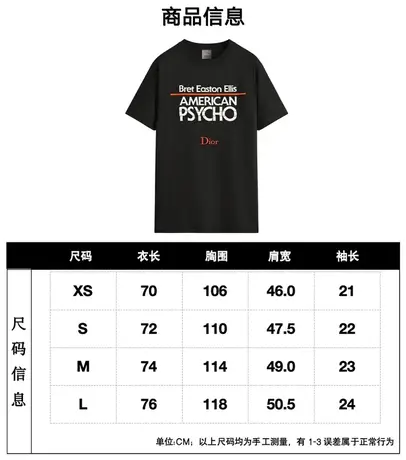 商品信息
Bret Easton Ellis
AMERICAN
PSYCHO
Dior
尺码 衣长 胸围 肩宽 袖长
尺码信息
XS 70 106 46.0 21
S 72 110 47.5 22
M 74 114 49.0 23
L 76 118 50.5 24
单位:CM; 以上尺码均为手工测量，有 1-3 误差属于正常行为